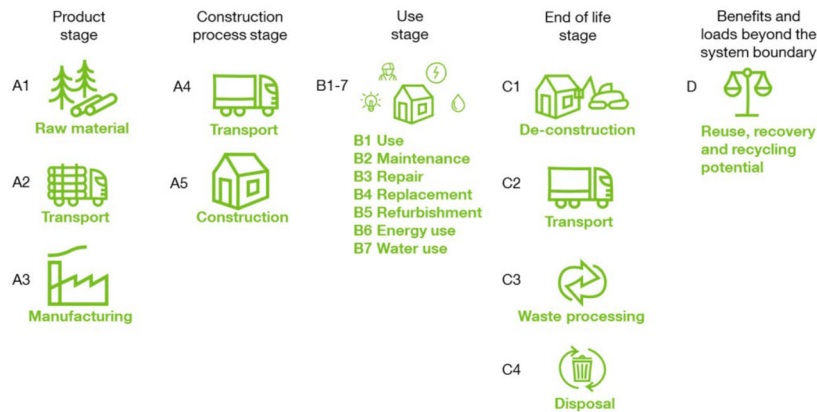 Product
stage
Construction
process stage
Use
stage
End of life
stage
Benefits and
loads beyond the
system boundary
A1
Raw material
A2
Transport
A3
Manufacturing
A4
Transport
A5
Construction
B1-7
B1 Use
B2 Maintenance
B3 Repair
B4 Replacement
B5 Refurbishment
B6 Energy use
B7 Water use
C1
De-construction
C2
Transport
C3
Waste processing
C4
Disposal
D
Reuse, recovery
and recycling
potential